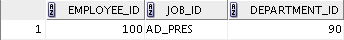 EMPLOYEE_ID JOB_ID DEPARTMENT_ID
1 100 AD_PRES 90